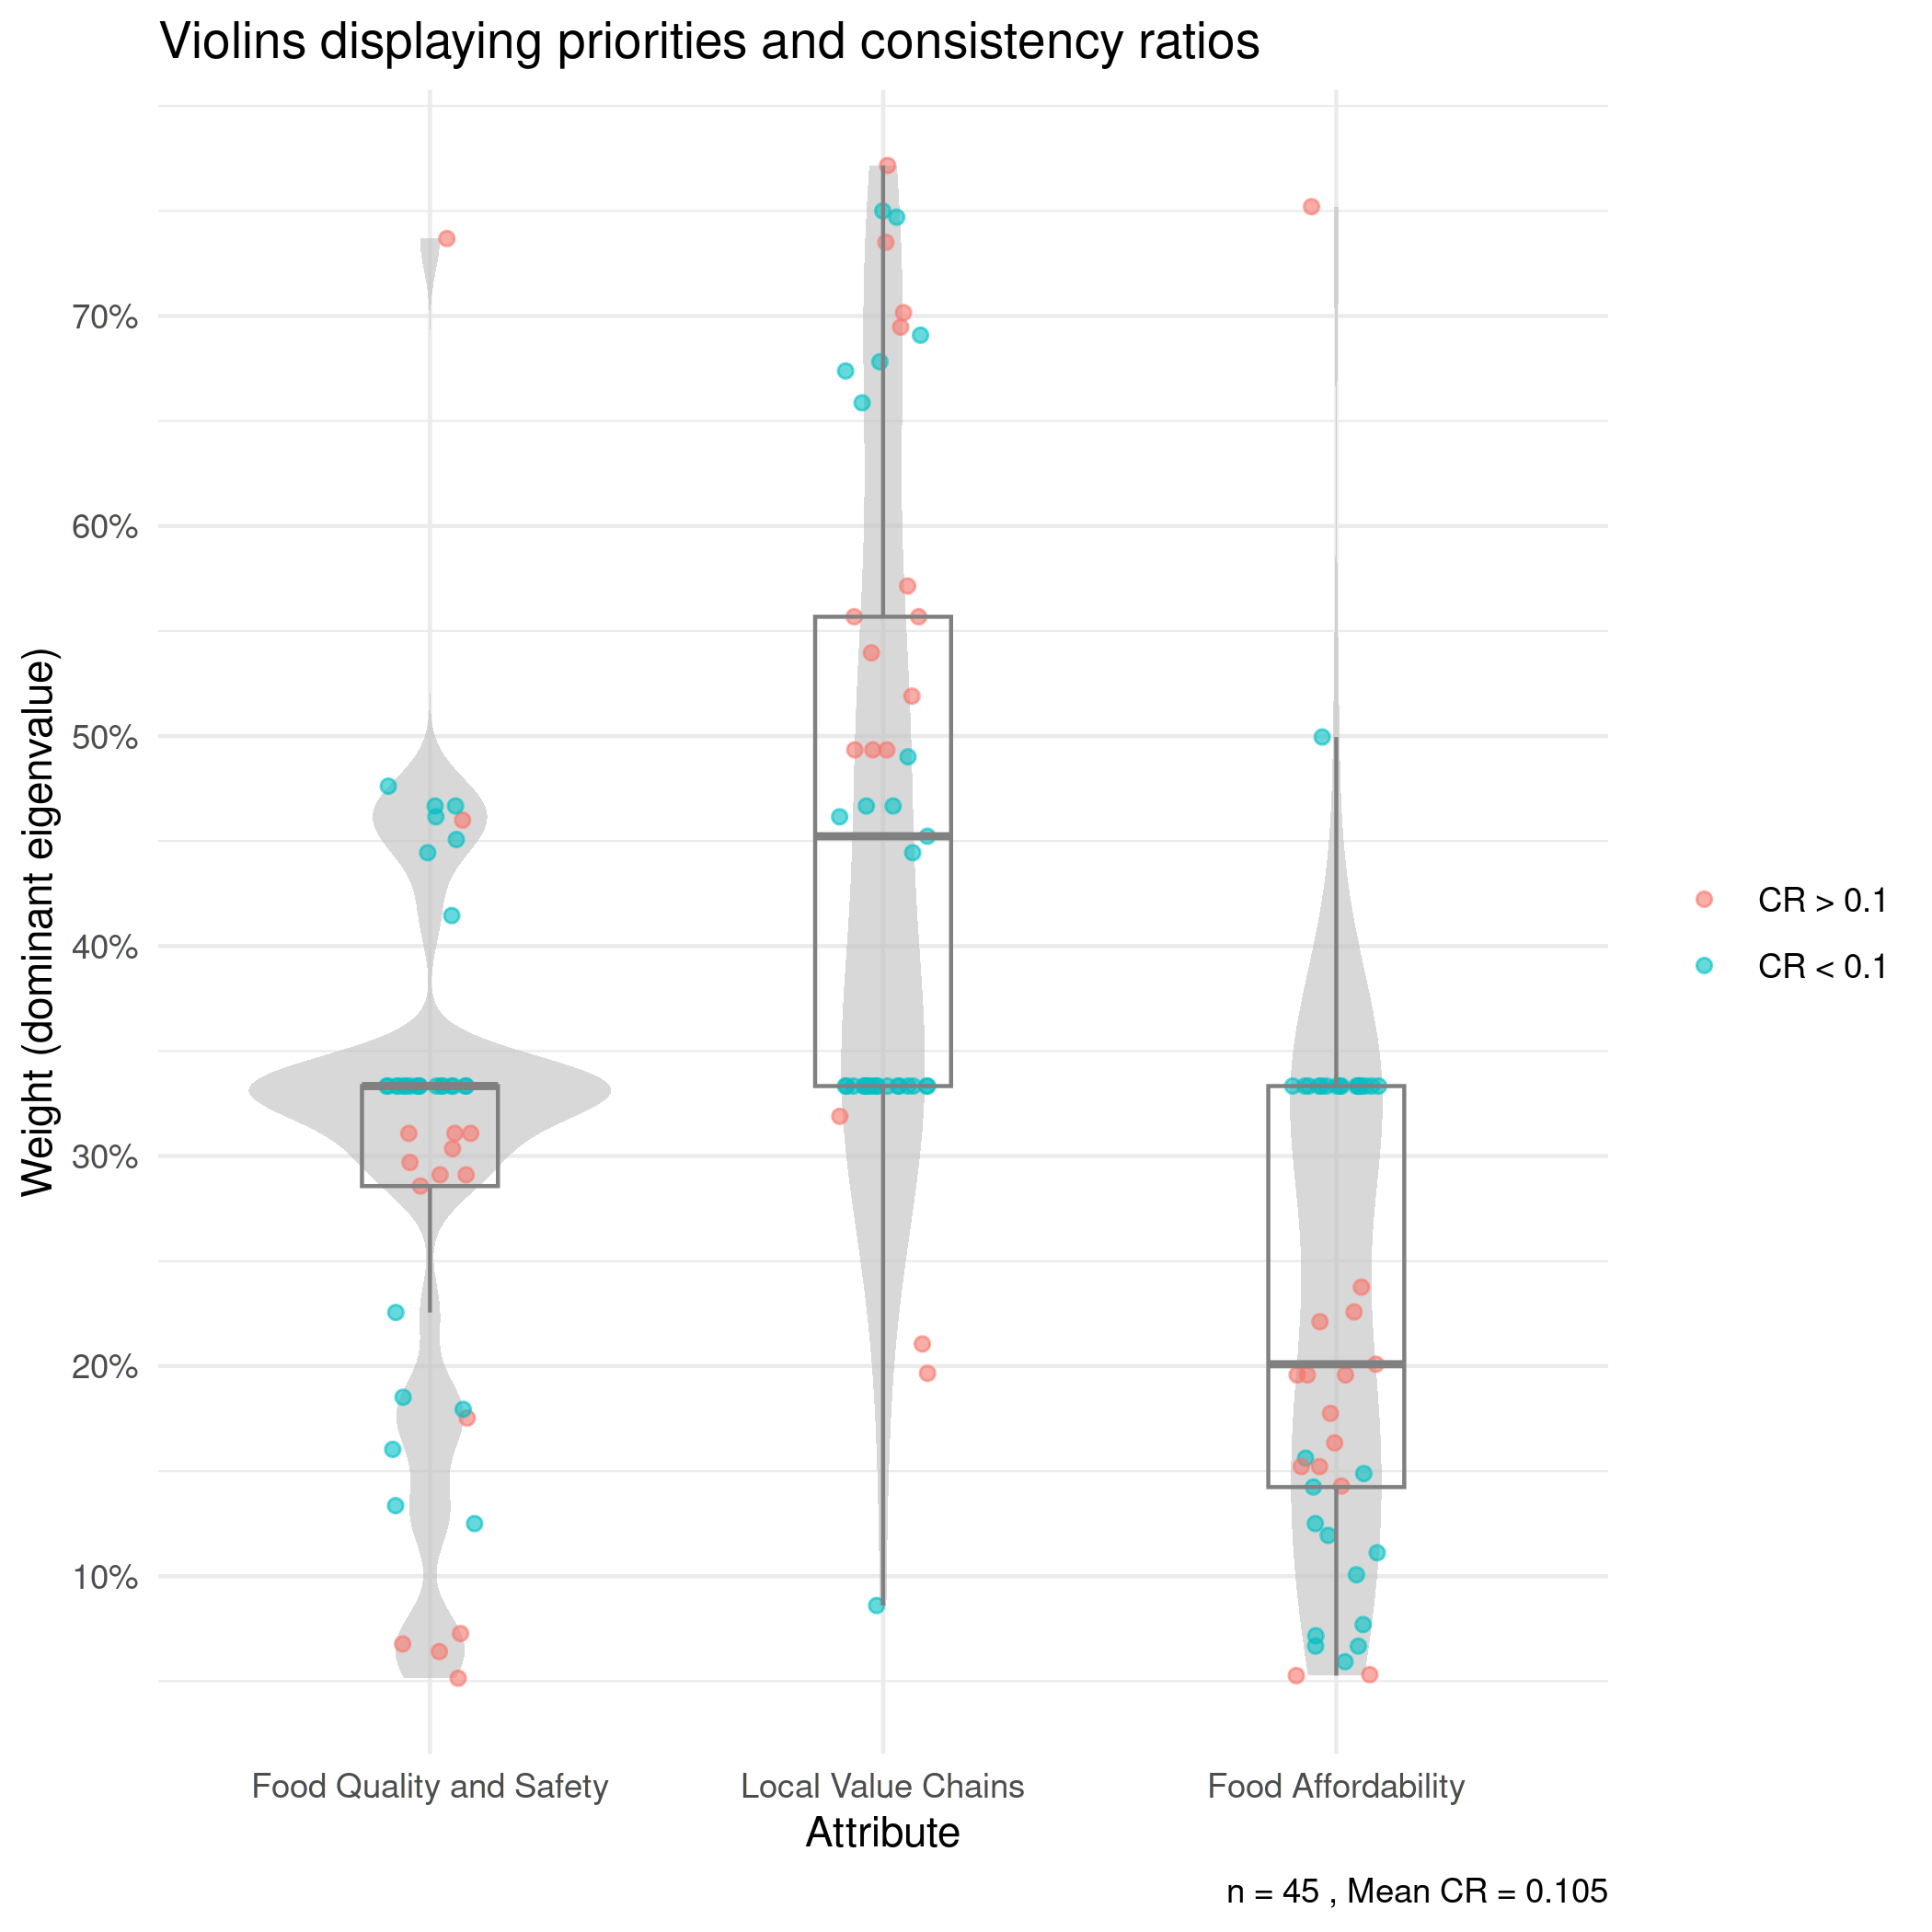 Violins displaying priorities and consistency ratios
Weight (dominant eigenvalue)
70%
60%
50%
40%
30%
20%
10%
Food Quality and Safety
Local Value Chains
Food Affordability
Attribute
CR > 0.1
CR < 0.1
n = 45 , Mean CR = 0.105